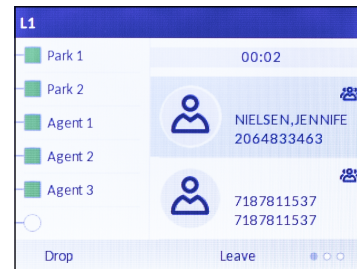 L1
Park 1
Park 2
Agent 1
Agent 2
Agent 3
00:02
NIELSEN,JENNIFE
2064833463
7187811537
7187811537
Drop
Leave